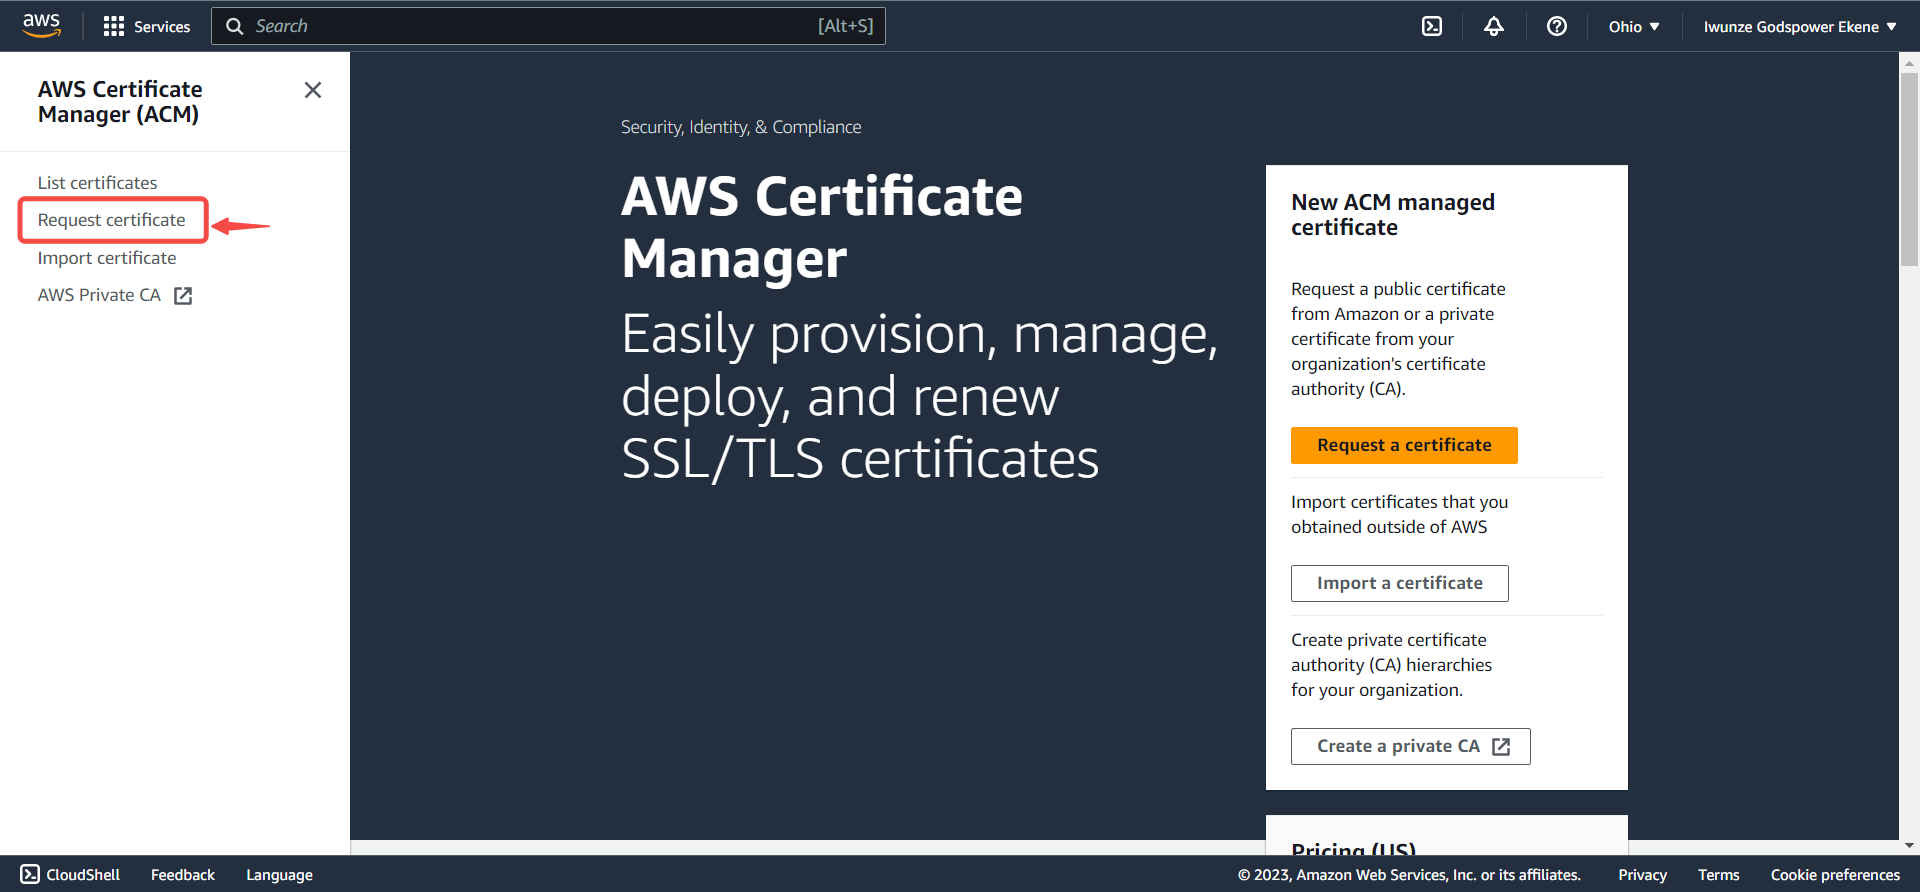 aws
Services
Search
[Alt+S]
Ohio
Iwunze Godspower Ekene
AWS Certificate
Manager (ACM)
List certificates
Request certificate
Import certificate
AWS Private CA
Security, Identity, & Compliance
AWS Certificate
Manager
Easily provision, manage,
deploy, and renew
SSL/TLS certificates
New ACM managed
certificate
Request a public certificate
from Amazon or a private
certificate from your
organization's certificate
authority (CA).
Request a certificate
Import certificates that you
obtained outside of AWS
Import a certificate
Create private certificate
authority (CA) hierarchies
for your organization.
Create a private CA
Pricing (US)
CloudShell
Feedback
Language
© 2023, Amazon Web Services, Inc. or its affiliates.
Privacy
Terms
Cookie preferences